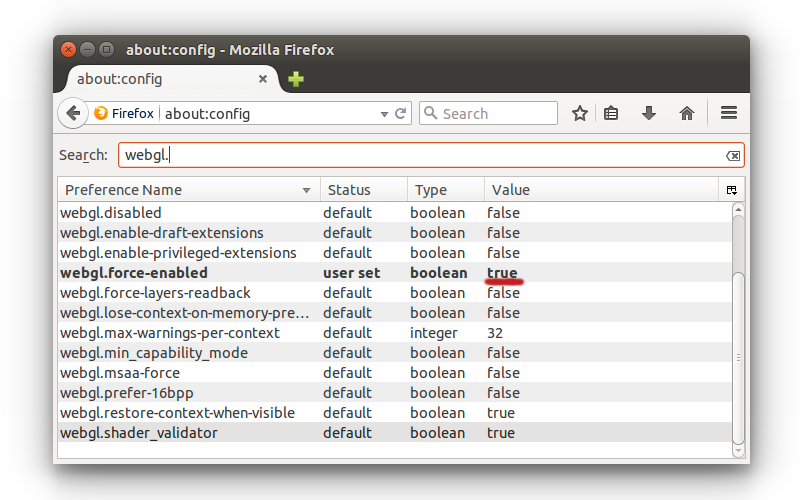 about:config - Mozilla Firefox
about:config
Firefox about:config Search
Search: webgl.
Preference Name Status Type Value
webgl.disabled default boolean false
webgl.enable-draft-extensions default boolean false
webgl.enable-privileged-extensions default boolean false
webgl.force-enabled user set boolean true
webgl.force-layers-readback default boolean false
webgl.lose-context-on-memory-pre... default boolean false
webgl.max-warnings-per-context default integer 32
webgl.min_capability_mode default boolean false
webgl.msaa-force default boolean false
webgl.prefer-16bpp default boolean false
webgl.restore-context-when-visible default boolean true
webgl.shader_validator default boolean true